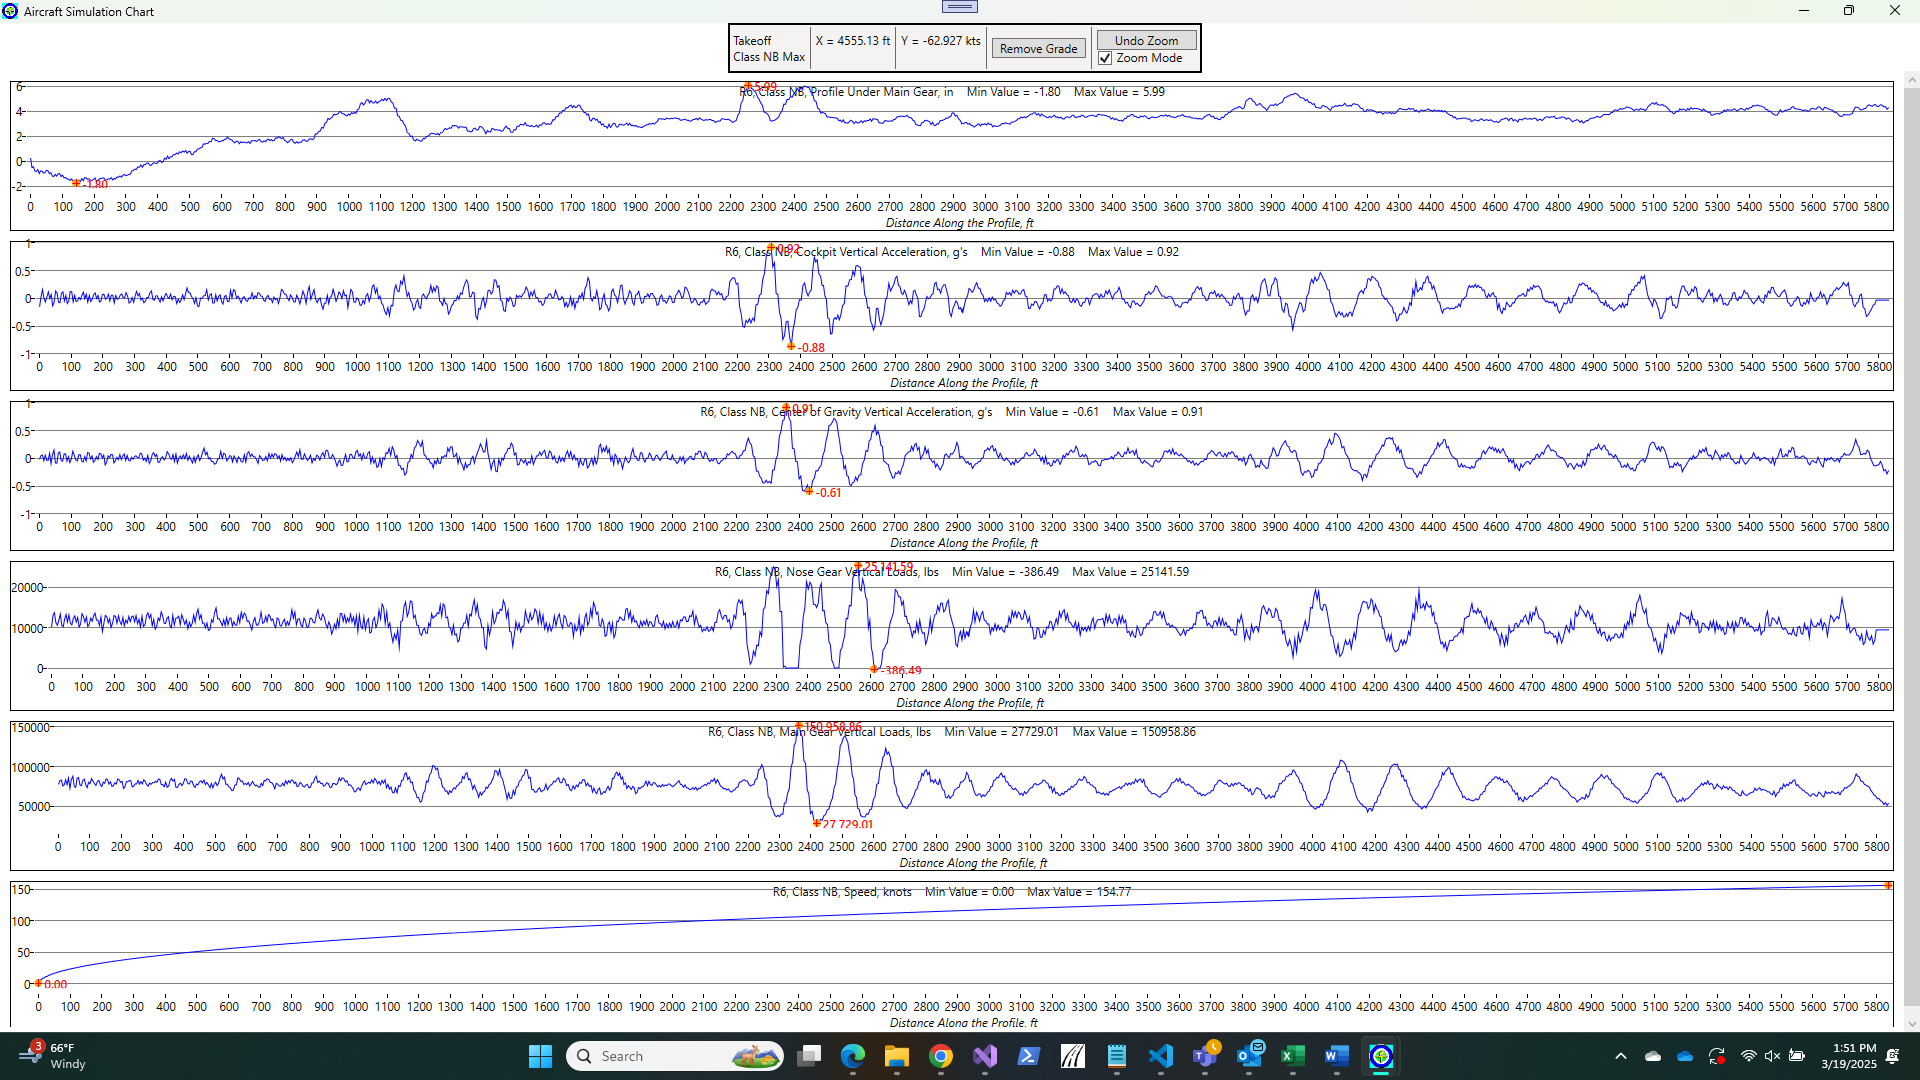 Aircraft Simulation Chart
Takeoff
Class NB Max
X = 4555.13 ft
Y = -62.927 kts
Remove Grade
Undo Zoom
Zoom Mode
R6, Class NB, Profile Under Main Gear, in Min Value = -1.80 Max Value = 5.99
5.99
-1.80
6
4
2
0
-2
0 100 200 300 400 500 600 700 800 900 1000 1100 1200 1300 1400 1500 1600 1700 1800 1900 2000 2100 2200 2300 2400 2500 2600 2700 2800 2900 3000 3100 3200 3300 3400 3500 3600 3700 3800 3900 4000 4100 4200 4300 4400 4500 4600 4700 4800 4900 5000 5100 5200 5300 5400 5500 5600 5700 5800
Distance Along the Profile, ft
R6, Class NB, Cockpit Vertical Acceleration, g's Min Value = -0.88 Max Value = 0.92
0.92
-0.88
1
0.5
0
-0.5
-1
0 100 200 300 400 500 600 700 800 900 1000 1100 1200 1300 1400 1500 1600 1700 1800 1900 2000 2100 2200 2300 2400 2500 2600 2700 2800 2900 3000 3100 3200 3300 3400 3500 3600 3700 3800 3900 4000 4100 4200 4300 4400 4500 4600 4700 4800 4900 5000 5100 5200 5300 5400 5500 5600 5700 5800
Distance Along the Profile, ft
R6, Class NB, Center of Gravity Vertical Acceleration, g's Min Value = -0.61 Max Value = 0.91
0.91
-0.61
1
0.5
0
-0.5
-1
0 100 200 300 400 500 600 700 800 900 1000 1100 1200 1300 1400 1500 1600 1700 1800 1900 2000 2100 2200 2300 2400 2500 2600 2700 2800 2900 3000 3100 3200 3300 3400 3500 3600 3700 3800 3900 4000 4100 4200 4300 4400 4500 4600 4700 4800 4900 5000 5100 5200 5300 5400 5500 5600 5700 5800
Distance Along the Profile, ft
R6, Class NB, Nose Gear Vertical Loads, lbs Min Value = -386.49 Max Value = 25141.59
25141.59
-386.49
20000
10000
0
0 100 200 300 400 500 600 700 800 900 1000 1100 1200 1300 1400 1500 1600 1700 1800 1900 2000 2100 2200 2300 2400 2500 2600 2700 2800 2900 3000 3100 3200 3300 3400 3500 3600 3700 3800 3900 4000 4100 4200 4300 4400 4500 4600 4700 4800 4900 5000 5100 5200 5300 5400 5500 5600 5700 5800
Distance Along the Profile, ft
R6, Class NB, Main Gear Vertical Loads, lbs Min Value = 27729.01 Max Value = 150958.86
150 958.86
27 729.01
150000
100000
50000
0 100 200 300 400 500 600 700 800 900 1000 1100 1200 1300 1400 1500 1600 1700 1800 1900 2000 2100 2200 2300 2400 2500 2600 2700 2800 2900 3000 3100 3200 3300 3400 3500 3600 3700 3800 3900 4000 4100 4200 4300 4400 4500 4600 4700 4800 4900 5000 5100 5200 5300 5400 5500 5600 5700 5800
Distance Along the Profile, ft
R6, Class NB, Speed, knots Min Value = 0.00 Max Value = 154.77
0.00
150
100
50
0
0 100 200 300 400 500 600 700 800 900 1000 1100 1200 1300 1400 1500 1600 1700 1800 1900 2000 2100 2200 2300 2400 2500 2600 2700 2800 2900 3000 3100 3200 3300 3400 3500 3600 3700 3800 3900 4000 4100 4200 4300 4400 4500 4600 4700 4800 4900 5000 5100 5200 5300 5400 5500 5600 5700 5800
Distance Along the Profile, ft
3
66°F
Windy
Search
1:51 PM
3/19/2025